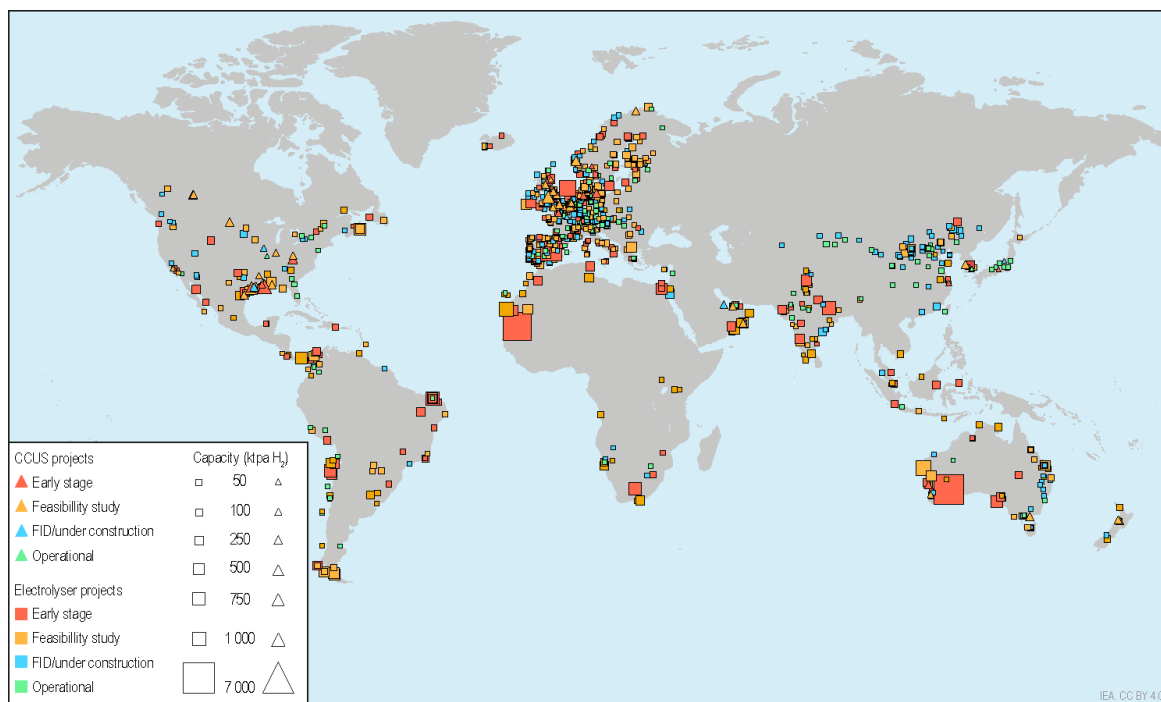 CCUS projects
Early stage
Feasibility study
FID/under construction
Operational
Electrolyser projects
Early stage
Feasibillity study
FID/under construction
Operational
Capacity (ktpa H₂)
50
100
250
500
750
1 000
7 000
IEA. CC BY 4.0